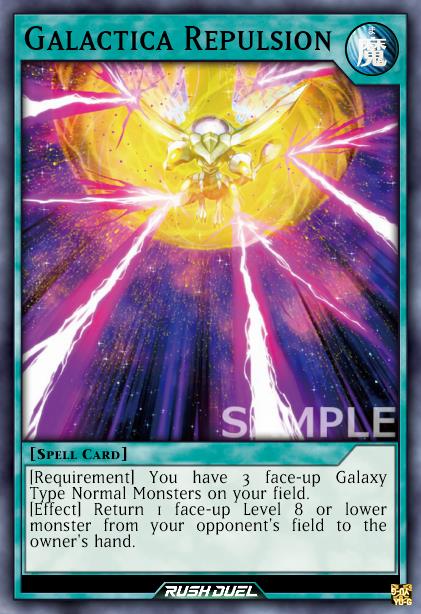 Galactica Repulsion
ま
魔
SAMPLE
[Spell Card]
[Requirement] You have 3 face-up Galaxy
Type Normal Monsters on your field.
[Effect] Return 1 face-up Level 8 or lower
monster from your opponent's field to the
owner's hand.
RUSH DUEL